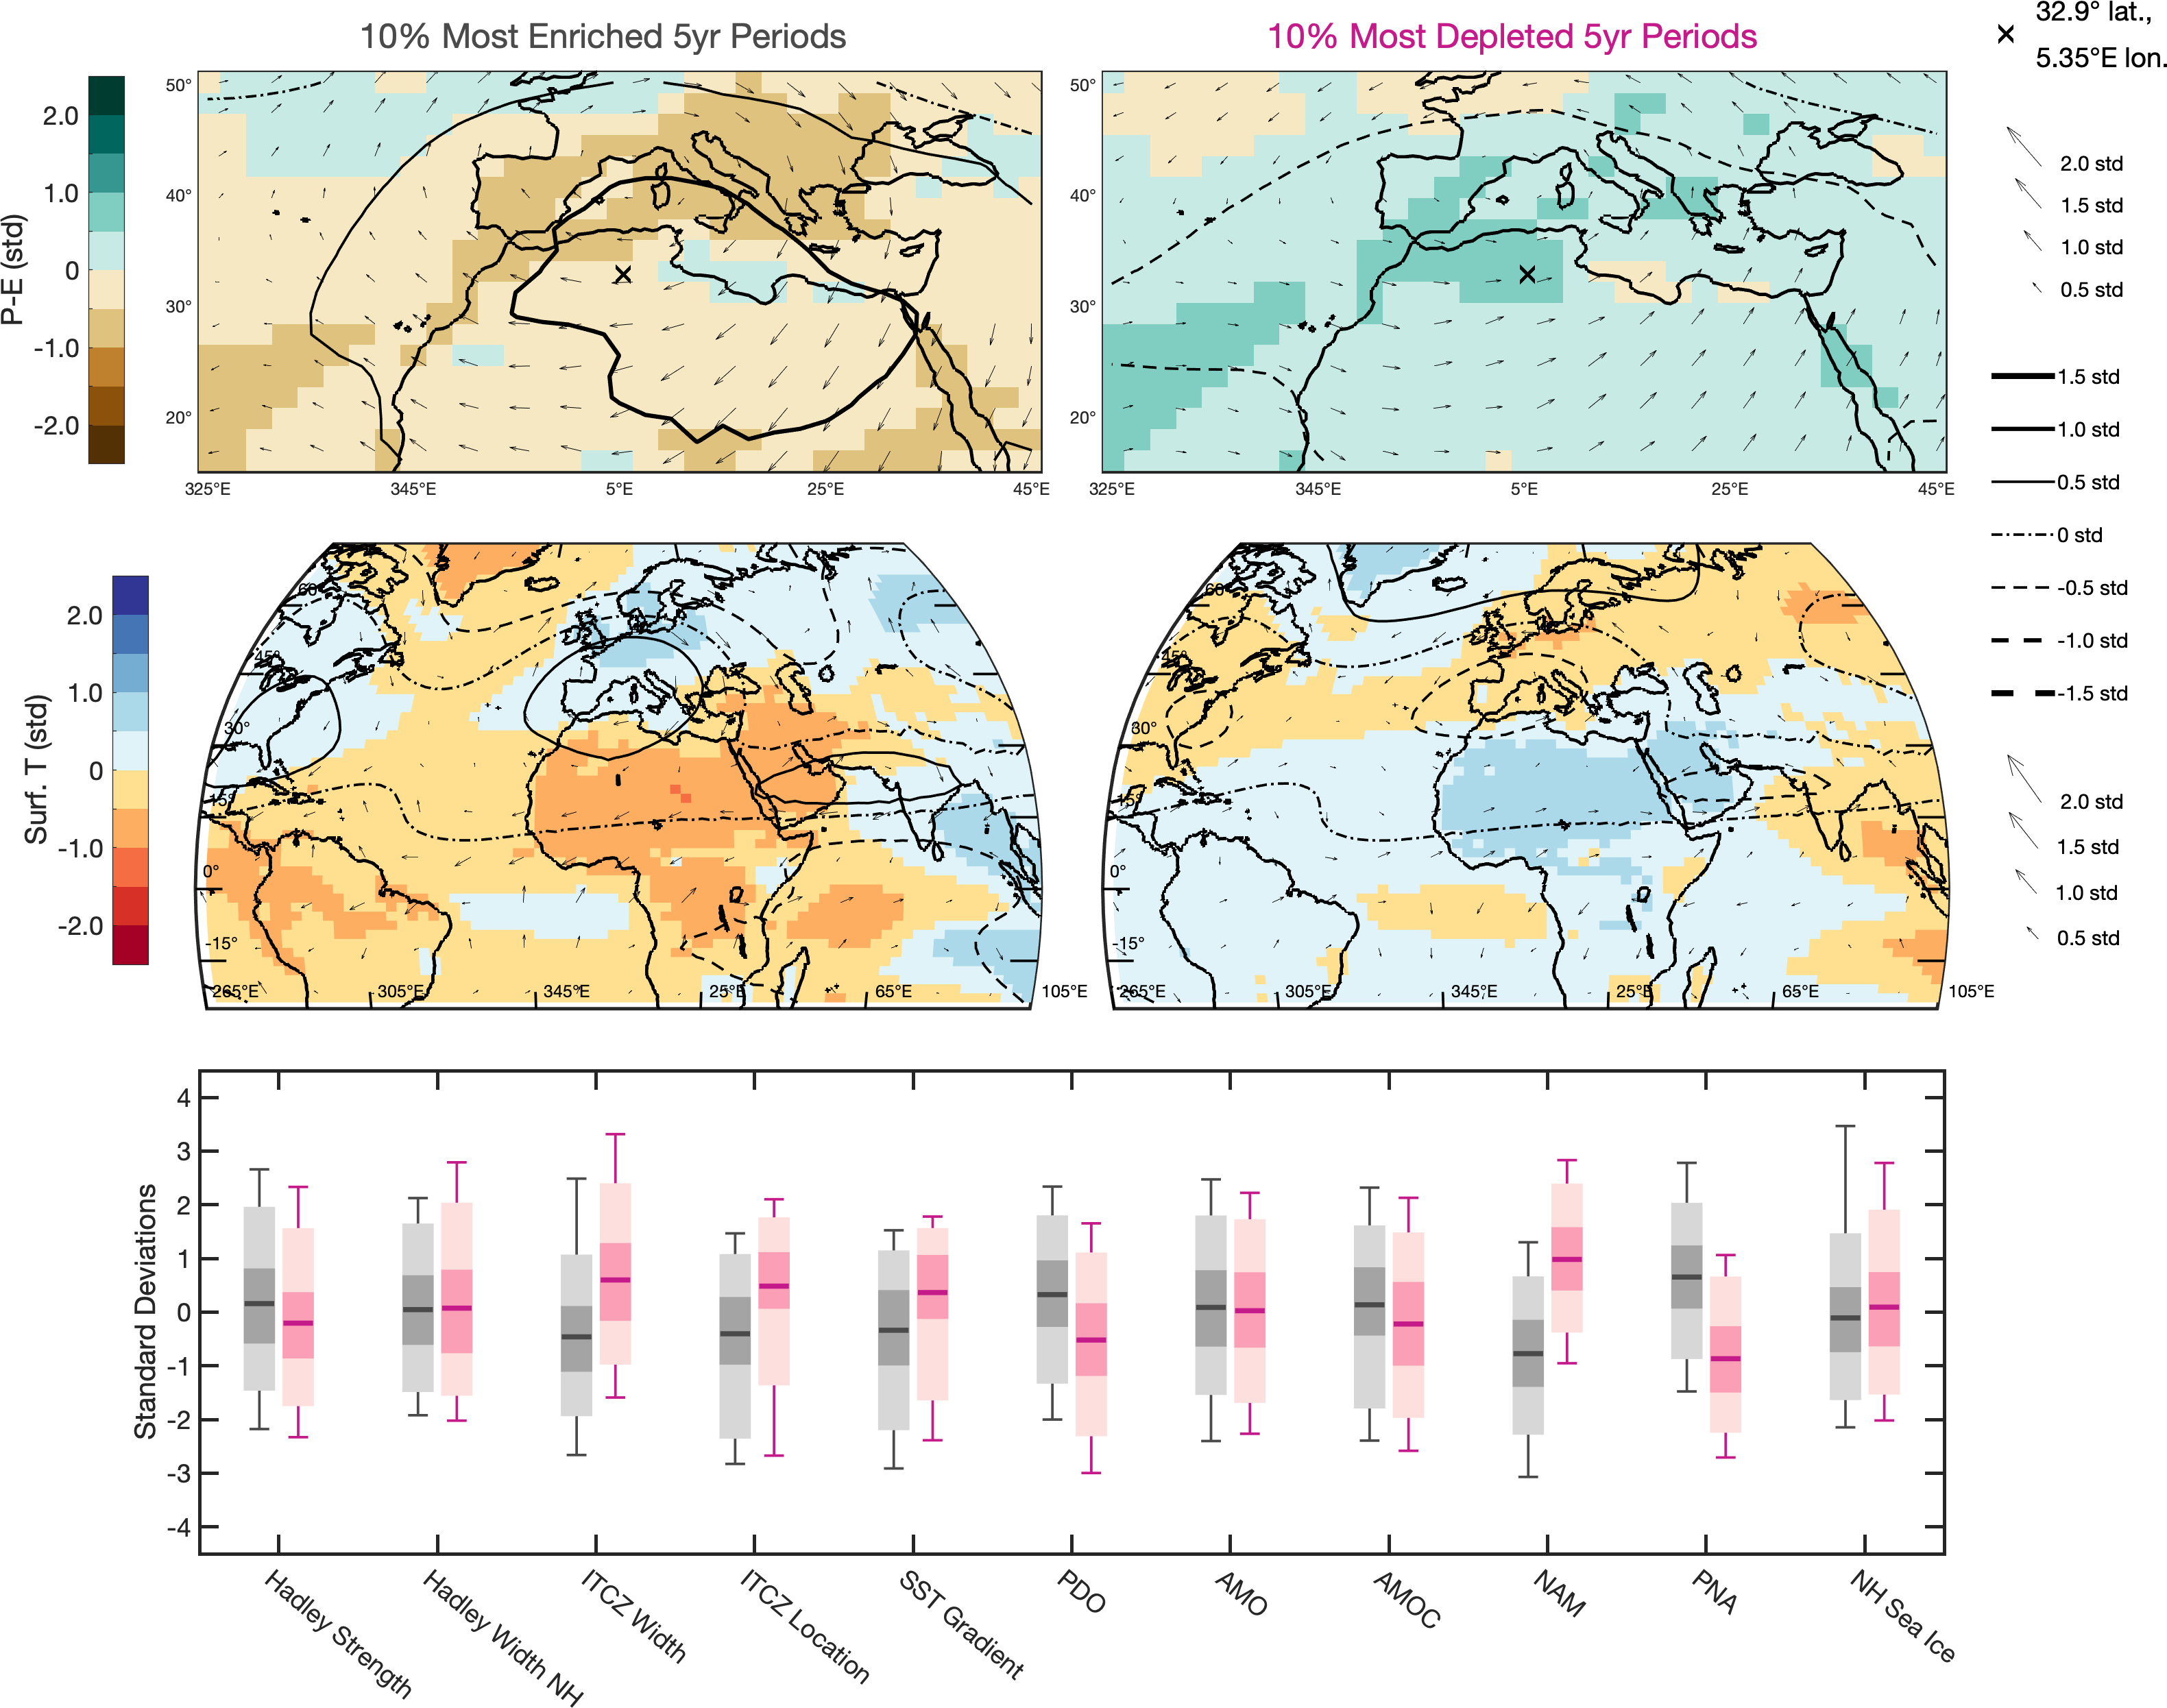 10% Most Enriched 5yr Periods
10% Most Depleted 5yr Periods
32.9° lat.,
5.35°E lon.
P-E (std)
2.0
1.0
0
-1.0
-2.0
50°
40°
30°
20°
325°E
345°E
5°E
25°E
45°E
50°
40°
30°
20°
325°E
345°E
5°E
25°E
45°E
2.0 std
1.5 std
1.0 std
0.5 std
1.5 std
1.0 std
0.5 std
0 std
-0.5 std
-1.0 std
-1.5 std
Surf. T (std)
2.0
1.0
0
-1.0
-2.0
60°
45°
30°
15°
0°
-15°
265°E
305°E
345°E
25°E
65°E
105°E
60°
45°
30°
15°
0°
-15°
265°E
305°E
345°E
25°E
65°E
105°E
2.0 std
1.5 std
1.0 std
0.5 std
Standard Deviations
4
3
2
1
0
-1
-2
-3
-4
Hadley Strength
Hadley Width NH
ITCZ Width
ITCZ Location
SST Gradient
PDO
AMO
AMOC
NAM
PNA
NH Sea Ice